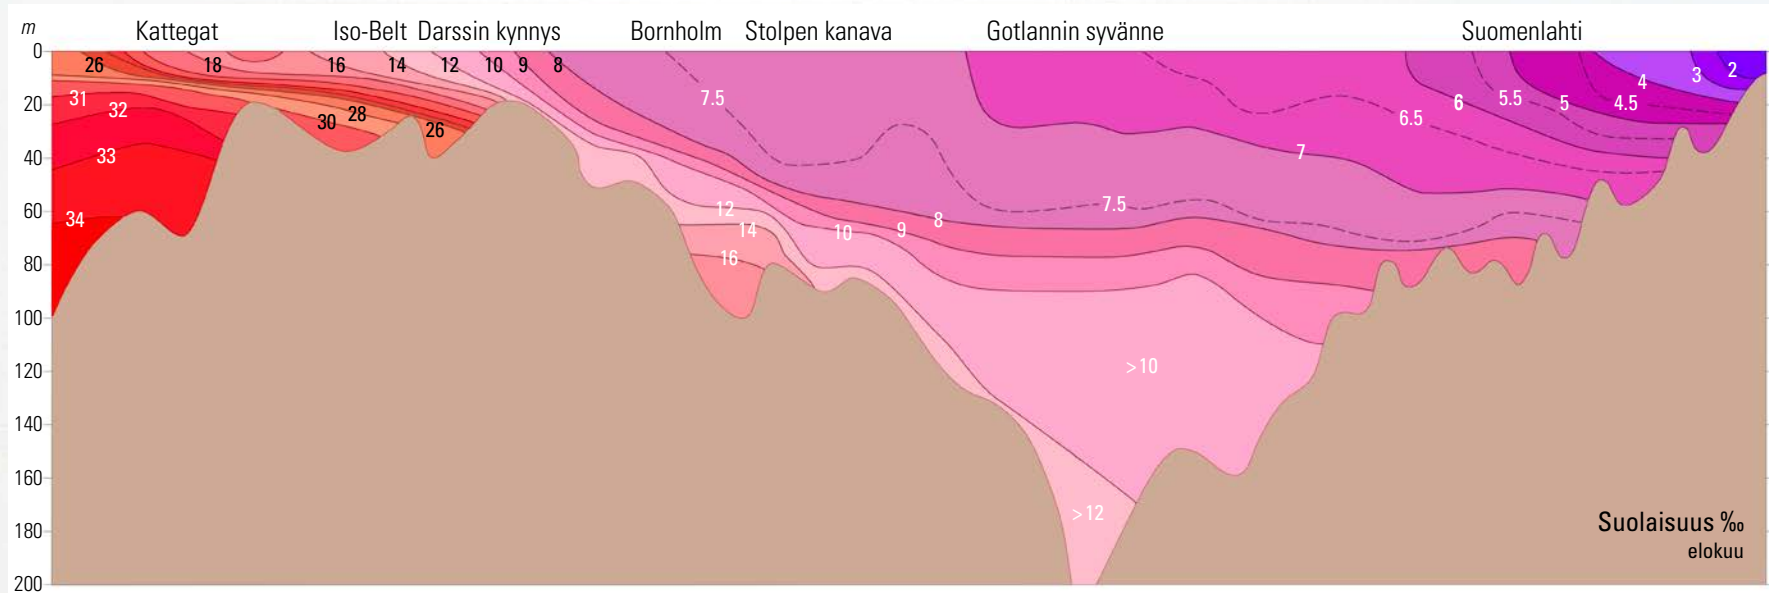 m
Kattegat Iso-Belt Darssin kynnys Bornholm Stolpen kanava Gotlannin syvänne Suomenlahti
0
20
40
60
80
100
120
140
160
180
200
26 18 16 14 12 10 9 8
31 32 30 28 26
33
34
7.5
12
14
16
10 9 8
7.5
7
6.5
6 5.5 5 4.5
4 3 2
>10
>12
Suolaisuus ‰
elokuu